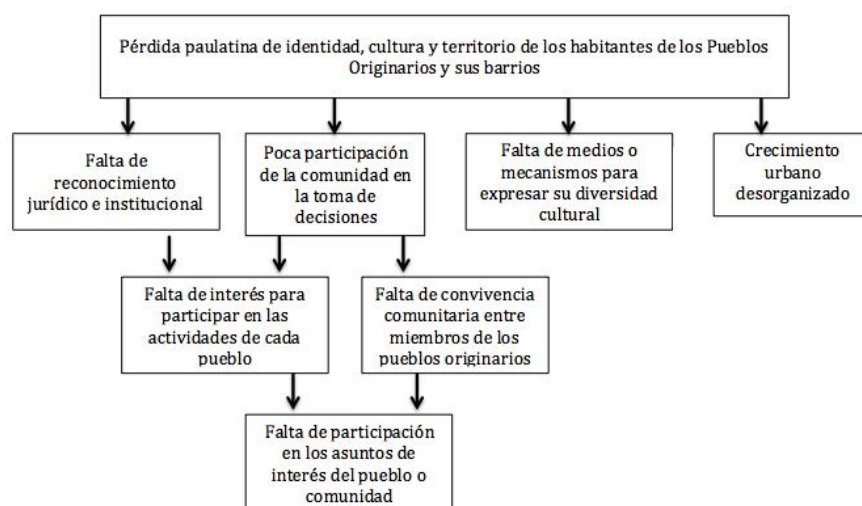 Pérdida paulatina de identidad, cultura y territorio de los habitantes de los Pueblos
Originarios y sus barrios
Falta de
reconocimiento
jurídico e institucional
Poca participación
de la comunidad en
la toma de
decisiones
Falta de medios o
mecanismos para
expresar su diversidad
cultural
Crecimiento
urbano
desorganizado
Falta de interés para
participar en las
actividades de cada
pueblo
Falta de convivencia
comunitaria entre
miembros de los
pueblos originarios
Falta de participación
en los asuntos de
interés del pueblo o
comunidad